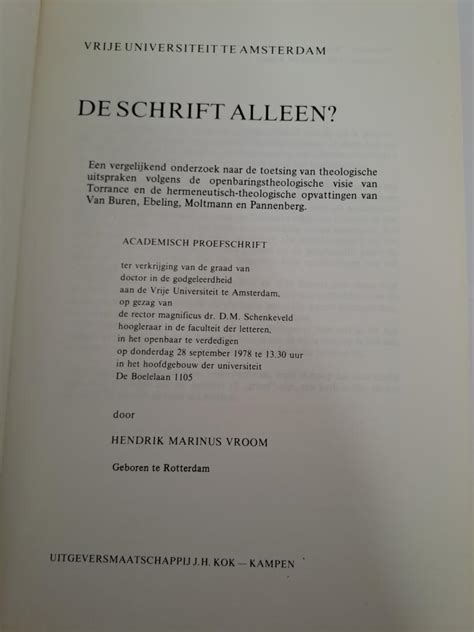 VRIJE UNIVERSITEIT TE AMSTERDAM
DE SCHRIFT ALLEEN?
Een vergelijkend onderzoek naar de toetsing van theologische
uitspraken volgens de openbaringstheologische visie van
Torrance en de hermeneutisch-theologische opvattingen van
Van Buren, Ebeling, Moltmann en Pannenberg.
ACADEMISCH PROEFSCHRIFT
ter verkrijging van de graad van
doctor in de godgeleerdheid
aan de Vrije Universiteit te Amsterdam,
op gezag van
de rector magnificus dr. D.M. Schenkeveld
hoogleraar in de faculteit der letteren,
in het openbaar te verdedigen
op donderdag 28 september 1978 te 13.30 uur
in het hoofdgebouw der universiteit
De Boelelaan 1105
door
HENDRIK MARINUS VROOM
Geboren te Rotterdam
UITGEVERSMAATSCHAPPIJ J.H. KOK — KAMPEN